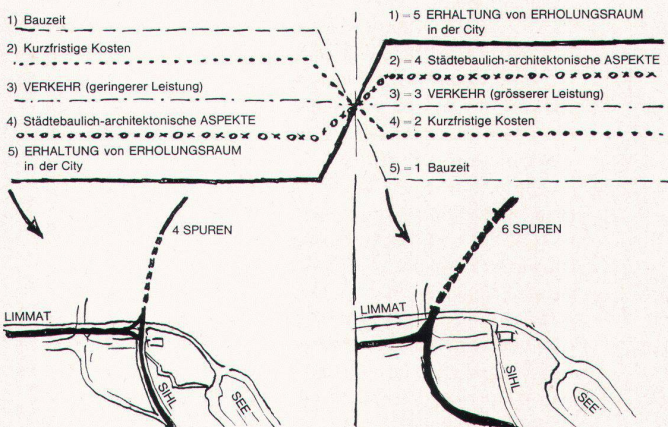 1) Bauzeit
2) Kurzfristige Kosten
3) VERKEHR (geringerer Leistung)
4) Städtebaulich-architektonische ASPEKTE
5) ERHALTUNG von ERHOLUNGSRAUM
in der City
1) = 5 ERHALTUNG von ERHOLUNGSRAUM
in der City
2) = 4 Städtebaulich-architektonische ASPEKTE
3) = 3 VERKEHR (grösserer Leistung)
4) = 2 Kurzfristige Kosten
5) = 1 Bauzeit
4 SPUREN
LIMMAT
SIHL
SEE
6 SPUREN
LIMMAT
SIHL
SEE